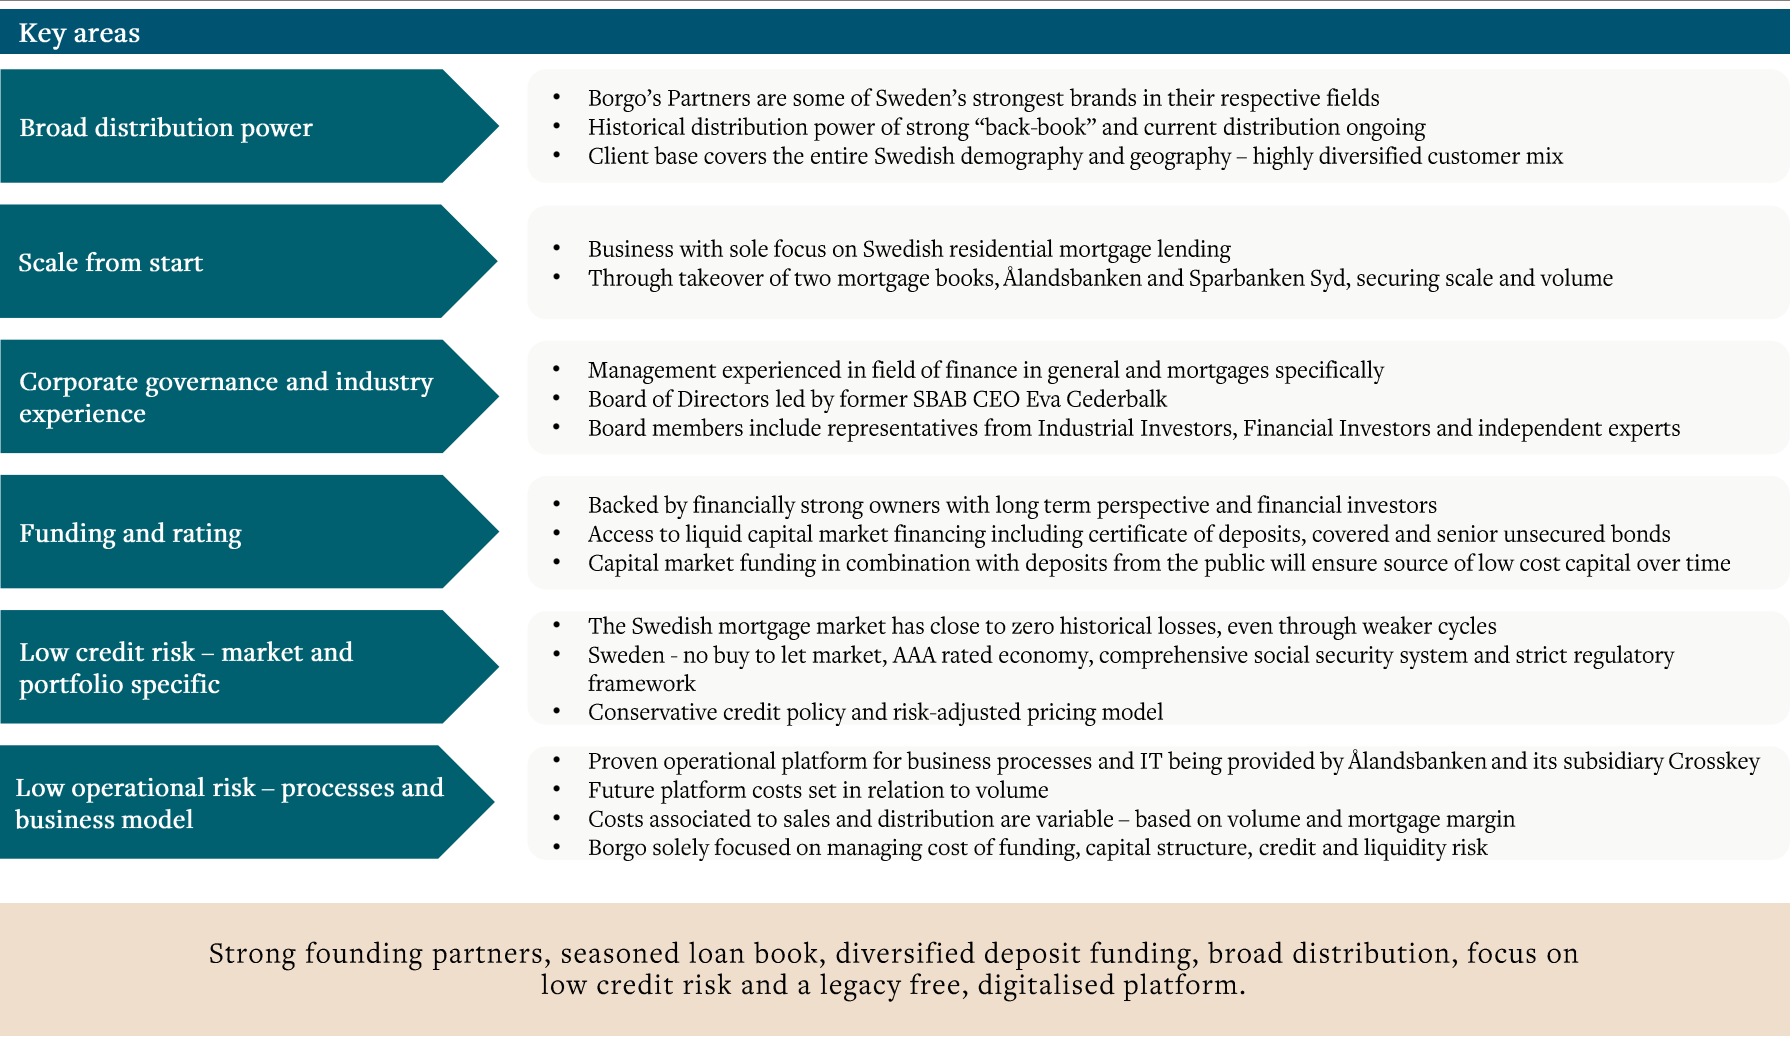 Key areas
Broad distribution power
• Borgo’s Partners are some of Sweden’s strongest brands in their respective fields
• Historical distribution power of strong “back-book” and current distribution ongoing
• Client base covers the entire Swedish demography and geography – highly diversified customer mix
Scale from start
• Business with sole focus on Swedish residential mortgage lending
• Through takeover of two mortgage books, Ålandsbanken and Sparbanken Syd, securing scale and volume
Corporate governance and industry
experience
• Management experienced in field of finance in general and mortgages specifically
• Board of Directors led by former SBAB CEO Eva Cederbalk
• Board members include representatives from Industrial Investors, Financial Investors and independent experts
Funding and rating
• Backed by financially strong owners with long term perspective and financial investors
• Access to liquid capital market financing including certificate of deposits, covered and senior unsecured bonds
• Capital market funding in combination with deposits from the public will ensure source of low cost capital over time
Low credit risk – market and
portfolio specific
• The Swedish mortgage market has close to zero historical losses, even through weaker cycles
• Sweden - no buy to let market, AAA rated economy, comprehensive social security system and strict regulatory
framework
• Conservative credit policy and risk-adjusted pricing model
Low operational risk – processes and
business model
• Proven operational platform for business processes and IT being provided by Ålandsbanken and its subsidiary Crosskey
• Future platform costs set in relation to volume
• Costs associated to sales and distribution are variable – based on volume and mortgage margin
• Borgo solely focused on managing cost of funding, capital structure, credit and liquidity risk
Strong founding partners, seasoned loan book, diversified deposit funding, broad distribution, focus on
low credit risk and a legacy free, digitalised platform.